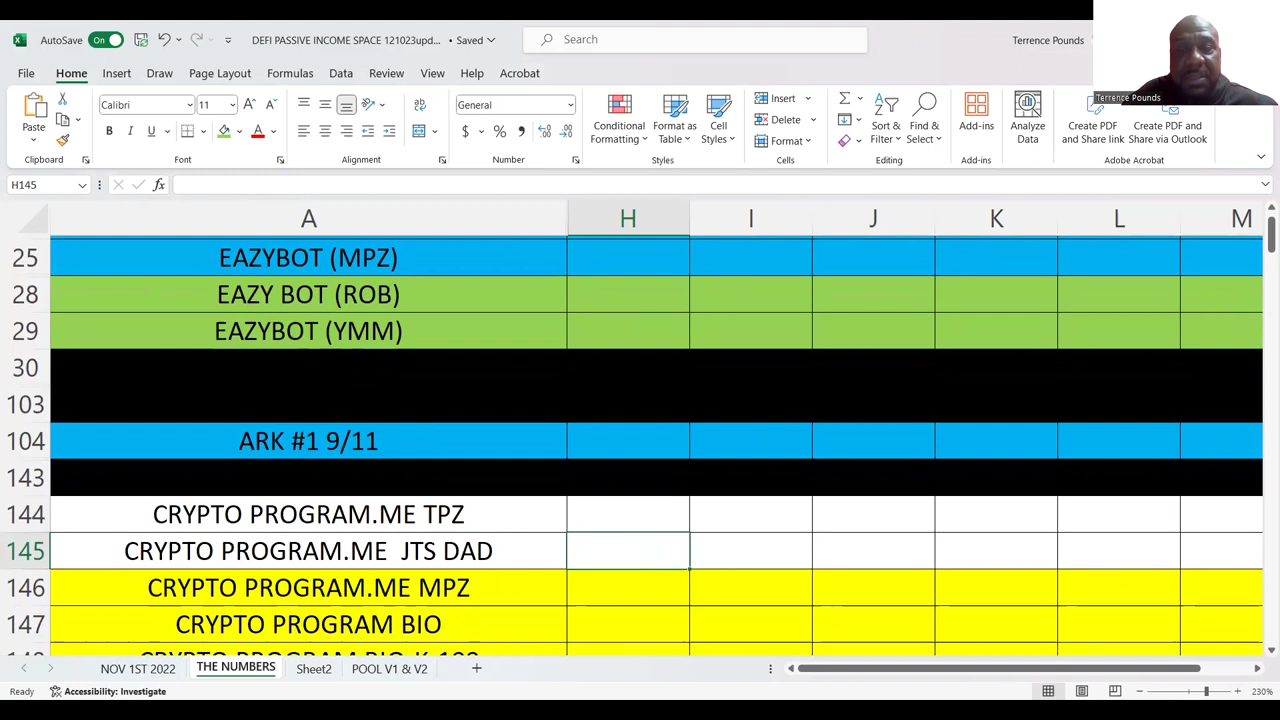 AutoSave On DEFI PASSIVE INCOME SPACE 121023upd... • Saved Search Terrence Pounds
Terrence Pounds
File Home Insert Draw Page Layout Formulas Data Review View Help Acrobat
Paste
Clipboard
Calibri 11
B I U
Font
Alignment
General
$ % ,
Number
Conditional Formatting
Format as Table
Cell Styles
Styles
Insert
Delete
Format
Cells
Sort & Filter
Find & Select
Editing
Add-ins
Add-ins
Analyze Data
Create PDF and Share link
Create PDF and Share via Outlook
Adobe Acrobat
H145 fx
A H I J K L M
25 EAZYBOT (MPZ)
28 EAZY BOT (ROB)
29 EAZYBOT (YMM)
30
103
104 ARK #1 9/11
143
144 CRYPTO PROGRAM.ME TPZ
145 CRYPTO PROGRAM.ME  JTS DAD
146 CRYPTO PROGRAM.ME MPZ
147 CRYPTO PROGRAM BIO
NOV 1ST 2022 THE NUMBERS Sheet2 POOL V1 & V2
Ready Accessibility: Investigate 230%